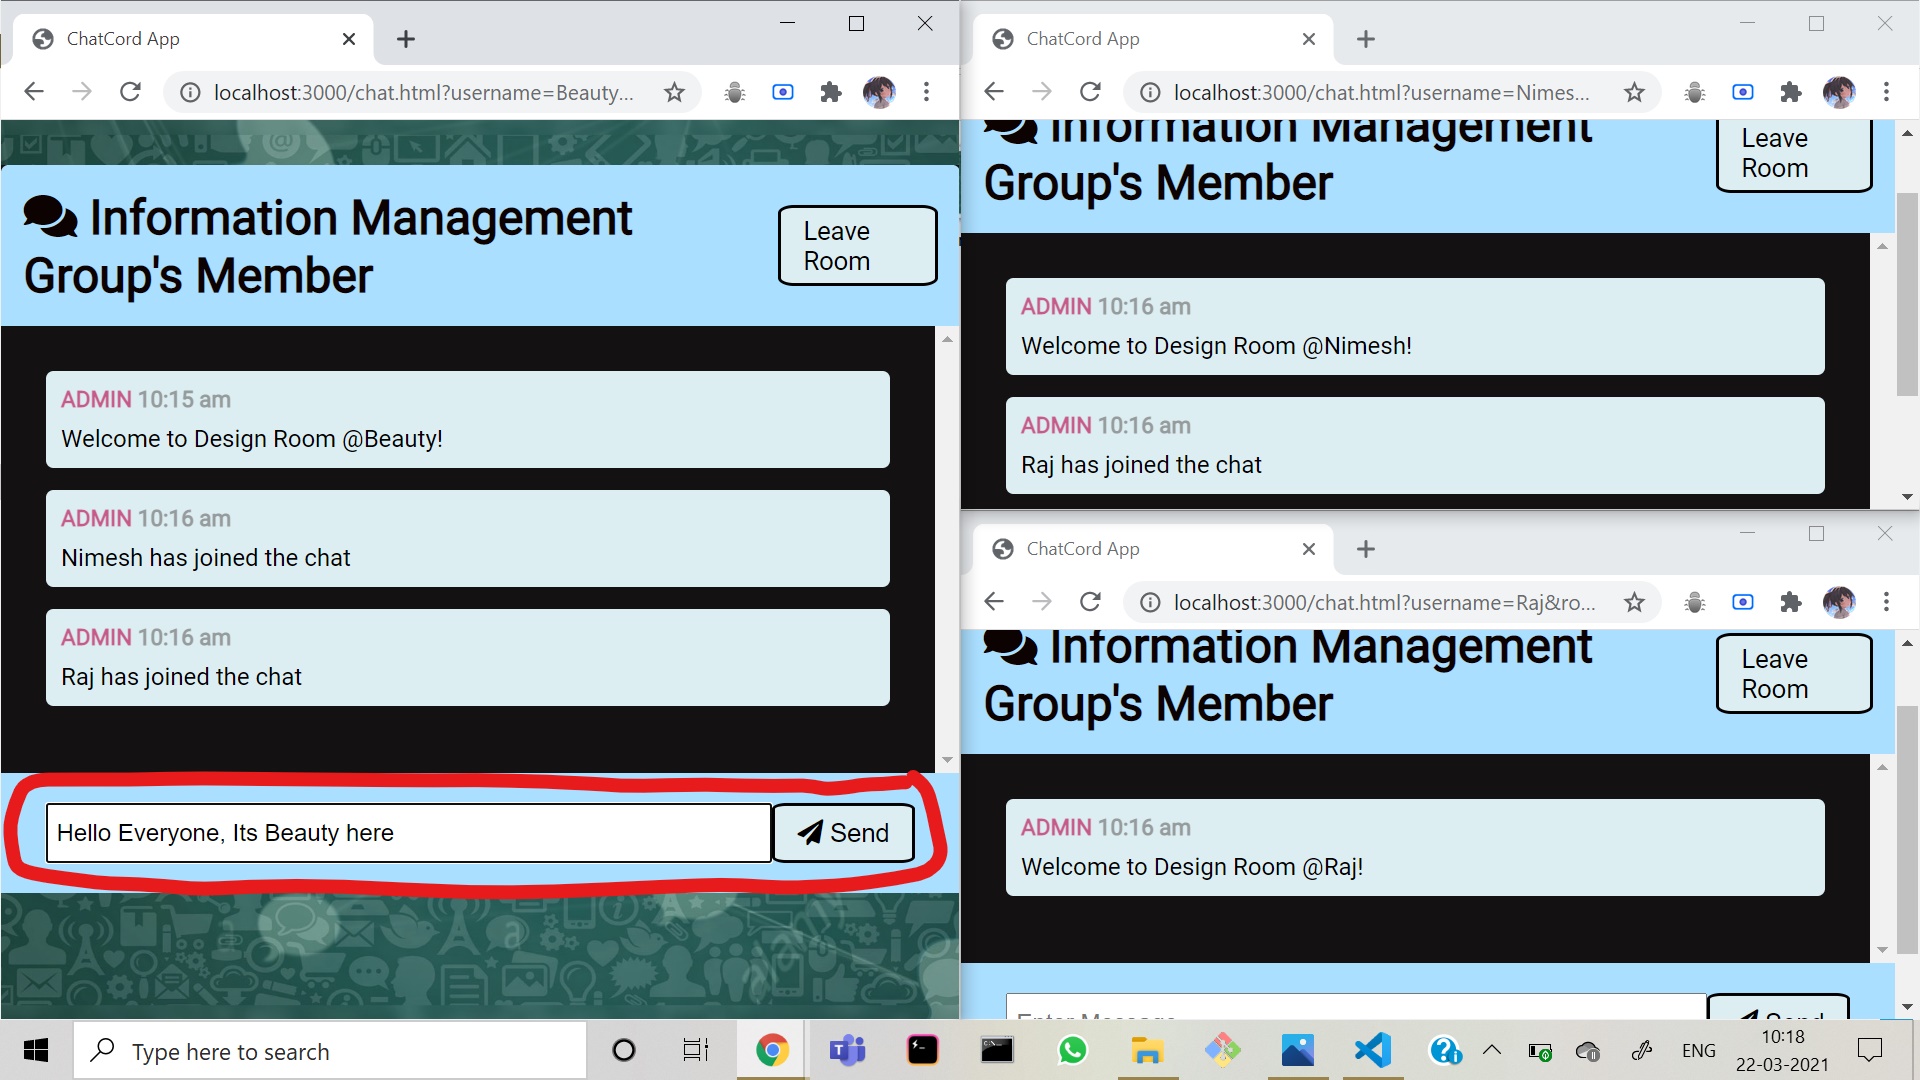 ChatCord App
localhost:3000/chat.html?username=Beauty...
Information Management
Group's Member
Leave
Room
ADMIN 10:15 am
Welcome to Design Room @Beauty!
ADMIN 10:16 am
Nimesh has joined the chat
ADMIN 10:16 am
Raj has joined the chat
Hello Everyone, Its Beauty here
Send
ChatCord App
localhost:3000/chat.html?username=Nimes...
Information Management
Group's Member
Leave
Room
ADMIN 10:16 am
Welcome to Design Room @Nimesh!
ADMIN 10:16 am
Raj has joined the chat
ChatCord App
localhost:3000/chat.html?username=Raj&ro...
Information Management
Group's Member
Leave
Room
ADMIN 10:16 am
Welcome to Design Room @Raj!
Enter Message
Send
Type here to search
ENG
10:18
22-03-2021